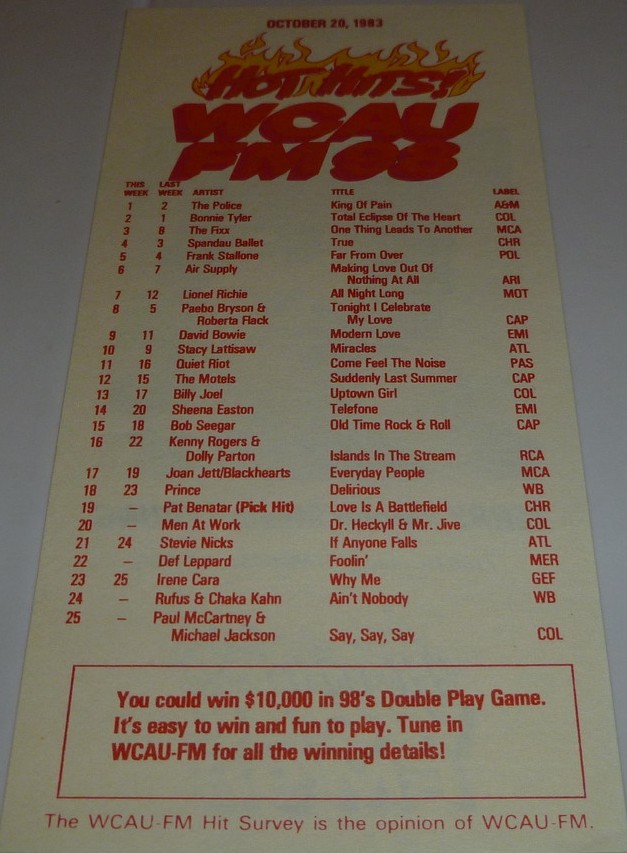 OCTOBER 20, 1983
HOT HITS!
WCAU
FM 98
THIS WEEK LAST WEEK ARTIST TITLE LABEL
1 2 The Police King Of Pain A&M
2 1 Bonnie Tyler Total Eclipse Of The Heart COL
3 8 The Fixx One Thing Leads To Another MCA
4 3 Spandau Ballet True CHR
5 4 Frank Stallone Far From Over POL
6 7 Air Supply Making Love Out Of
Nothing At All ARI
7 12 Lionel Richie All Night Long MOT
8 5 Paebo Bryson & Tonight I Celebrate
Roberta Flack My Love CAP
9 11 David Bowie Modern Love EMI
10 9 Stacy Lattisaw Miracles ATL
11 16 Quiet Riot Come Feel The Noise PAS
12 15 The Motels Suddenly Last Summer CAP
13 17 Billy Joel Uptown Girl COL
14 20 Sheena Easton Telefone EMI
15 18 Bob Seegar Old Time Rock & Roll CAP
16 22 Kenny Rogers &
Dolly Parton Islands In The Stream RCA
17 19 Joan Jett/Blackhearts Everyday People MCA
18 23 Prince Delirious WB
19 – Pat Benatar (Pick Hit) Love Is A Battlefield CHR
20 – Men At Work Dr. Heckyll & Mr. Jive COL
21 24 Stevie Nicks If Anyone Falls ATL
22 – Def Leppard Foolin' MER
23 25 Irene Cara Why Me GEF
24 – Rufus & Chaka Kahn Ain't Nobody WB
25 – Paul McCartney &
Michael Jackson Say, Say, Say COL
You could win $10,000 in 98's Double Play Game.
It's easy to win and fun to play. Tune in
WCAU-FM for all the winning details!
The WCAU-FM Hit Survey is the opinion of WCAU-FM.